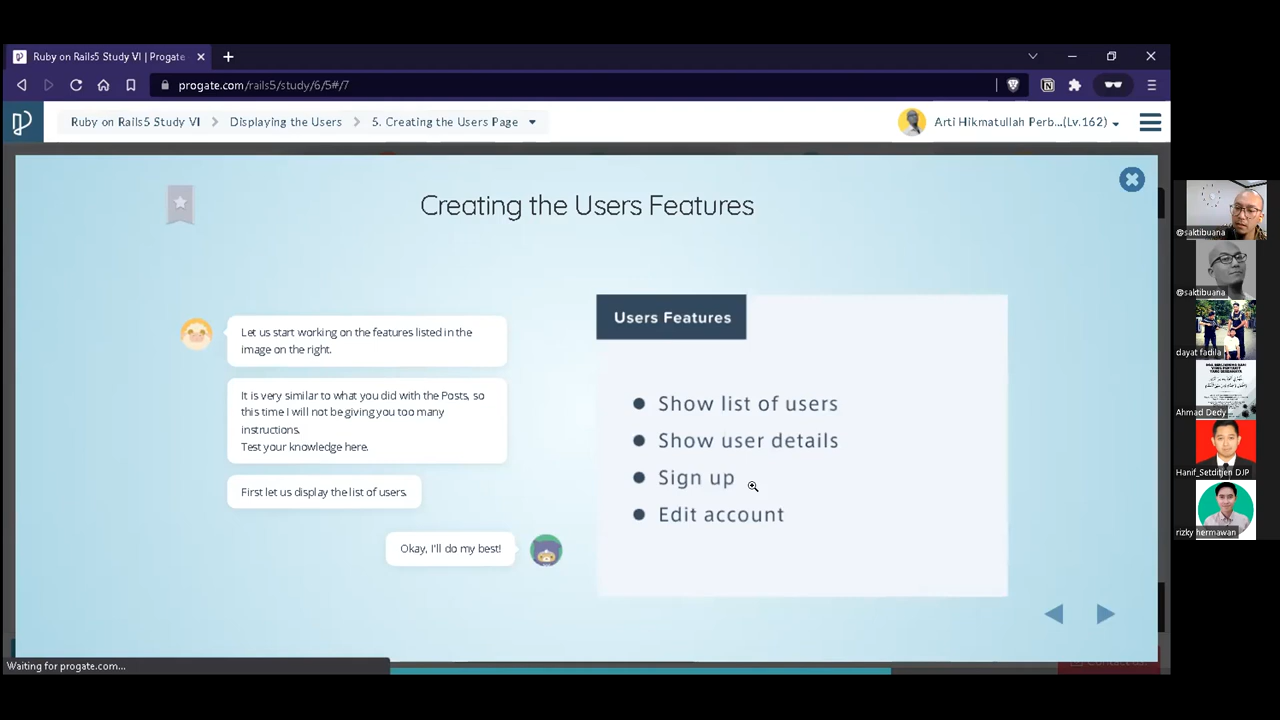 Ruby on Rails5 Study VI | Progate
progate.com/rails5/study/6/5#/7
Ruby on Rails5 Study VI
Displaying the Users
5. Creating the Users Page
Arti Hikmatullah Perb...(Lv.162)
Creating the Users Features
Let us start working on the features listed in the
image on the right.
It is very similar to what you did with the Posts, so
this time I will not be giving you too many
instructions.
Test your knowledge here.
First let us display the list of users.
Okay, I'll do my best!
Users Features
Show list of users
Show user details
Sign up
Edit account
Waiting for progate.com...
Contact us
@saktibuana
@saktibuana
dayat fadila
Ahmad Dedy
Hanif_Setditjen DJP
rizky hermawan